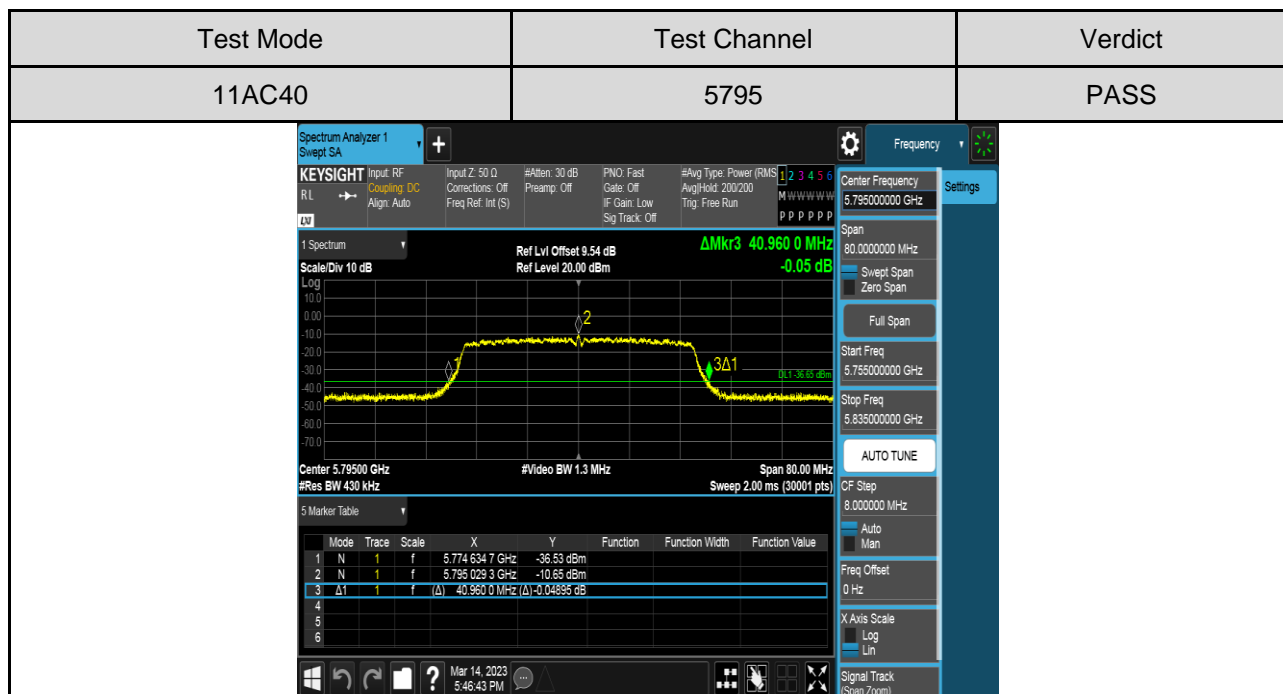 Test Mode Test Channel Verdict
11AC40 5795 PASS
Spectrum Analyzer 1
Swept SA
+
Frequency
KEYSIGHT Input: RF Input Z: 50 Ω #Atten: 30 dB PNO: Fast #Avg Type: Power (RMS 1 2 3 4 5 6
RL Coupling: DC Corrections: Off Preamp: Off Gate: Off Avg|Hold: 200/200 M W W W W W
Align: Auto Freq Ref: Int (S) IF Gain: Low Trig: Free Run
LXI Sig Track: Off P P P P P P
1 Spectrum
Ref Lvl Offset 9.54 dB ΔMkr3 40.960 0 MHz
Scale/Div 10 dB Ref Level 20.00 dBm -0.05 dB
Log
10.0
0.00
-10.0
-20.0
-30.0
-40.0
-50.0
-60.0
-70.0
1
2
3Δ1
DL1 -36.65 dBm
Center 5.79500 GHz #Video BW 1.3 MHz Span 80.00 MHz
#Res BW 430 kHz Sweep 2.00 ms (30001 pts)
5 Marker Table
Mode Trace Scale X Y Function Function Width Function Value
1 N 1 f 5.774 634 7 GHz -36.53 dBm
2 N 1 f 5.795 029 3 GHz -10.65 dBm
3 Δ1 1 f (Δ) 40.960 0 MHz (Δ) -0.04895 dB
4
5
6
Mar 14, 2023
5:46:43 PM
?
Center Frequency
5.795000000 GHz
Settings
Span
80.0000000 MHz
Swept Span
Zero Span
Full Span
Start Freq
5.755000000 GHz
Stop Freq
5.835000000 GHz
AUTO TUNE
CF Step
8.000000 MHz
Auto
Man
Freq Offset
0 Hz
X Axis Scale
Log
Lin
Signal Track
(Span Zoom)